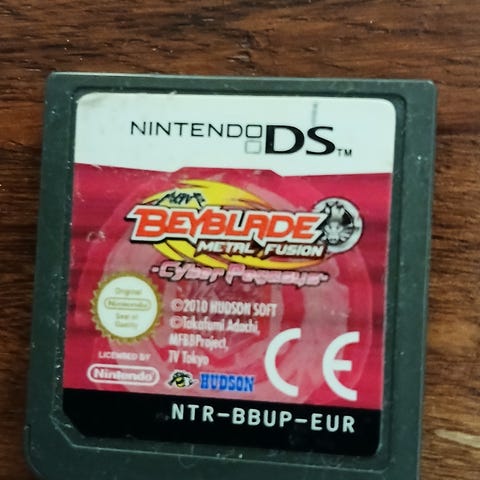 NINTENDO DS™
BEYBLADE
METAL FUSION
-Cyber Pegasus-
Original
Nintendo
Seal of
Quality
©2010 HUDSON SOFT
©Takafumi Adachi,
MFBBProject,
TV Tokyo
LICENSED BY
Nintendo
HUDSON
CE
NTR-BBUP-EUR